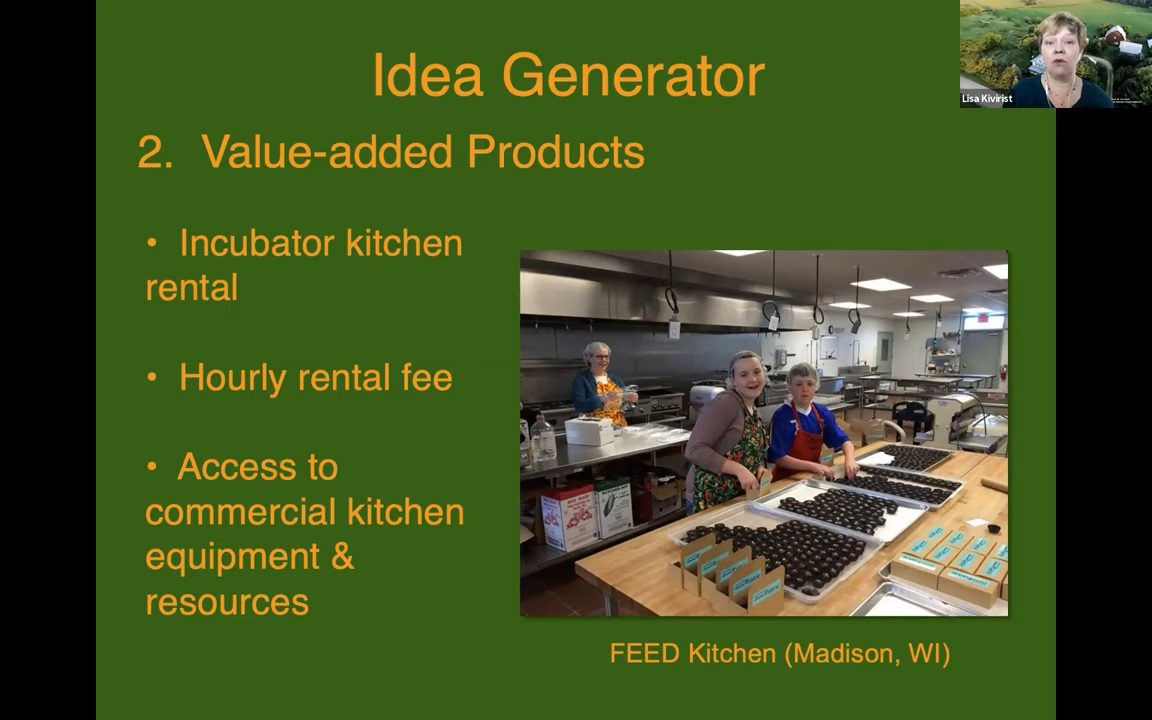 Idea Generator
Lisa Kivirist
2. Value-added Products
• Incubator kitchen
rental
• Hourly rental fee
• Access to
commercial kitchen
equipment &
resources
FEED Kitchen (Madison, WI)